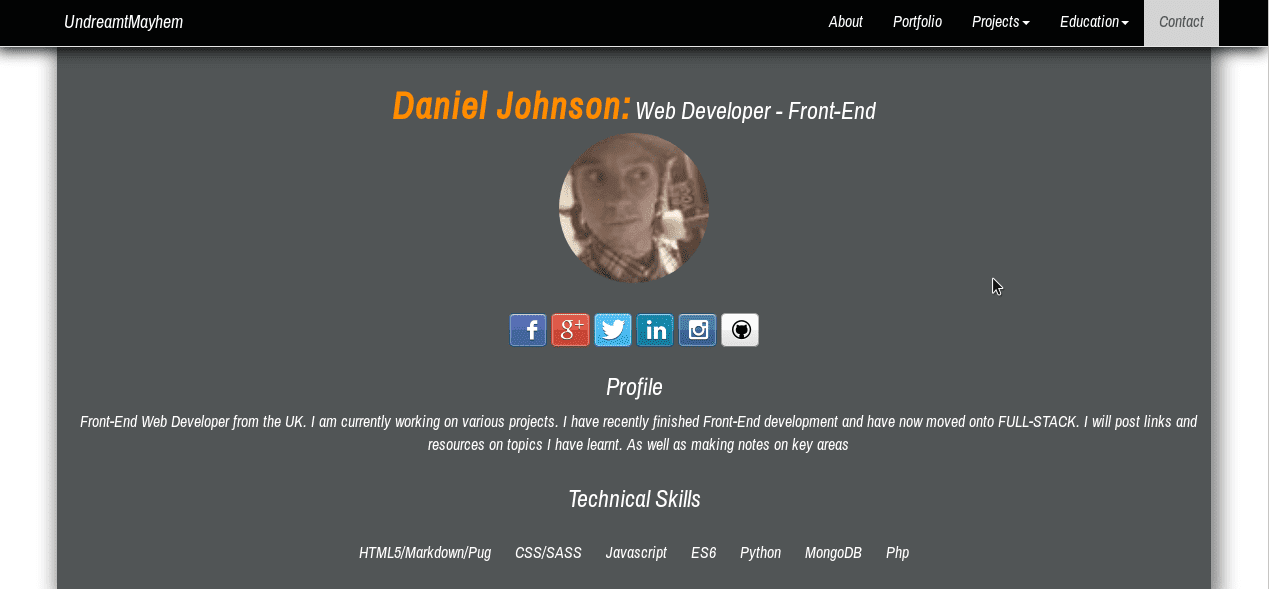 UndreamtMayhem About Portfolio Projects Education Contact
Daniel Johnson: Web Developer - Front-End
f g+ in
Profile
Front-End Web Developer from the UK. I am currently working on various projects. I have recently finished Front-End development and have now moved onto FULL-STACK. I will post links and
resources on topics I have learnt. As well as making notes on key areas
Technical Skills
HTML5/Markdown/Pug CSS/SASS Javascript ES6 Python MongoDB Php